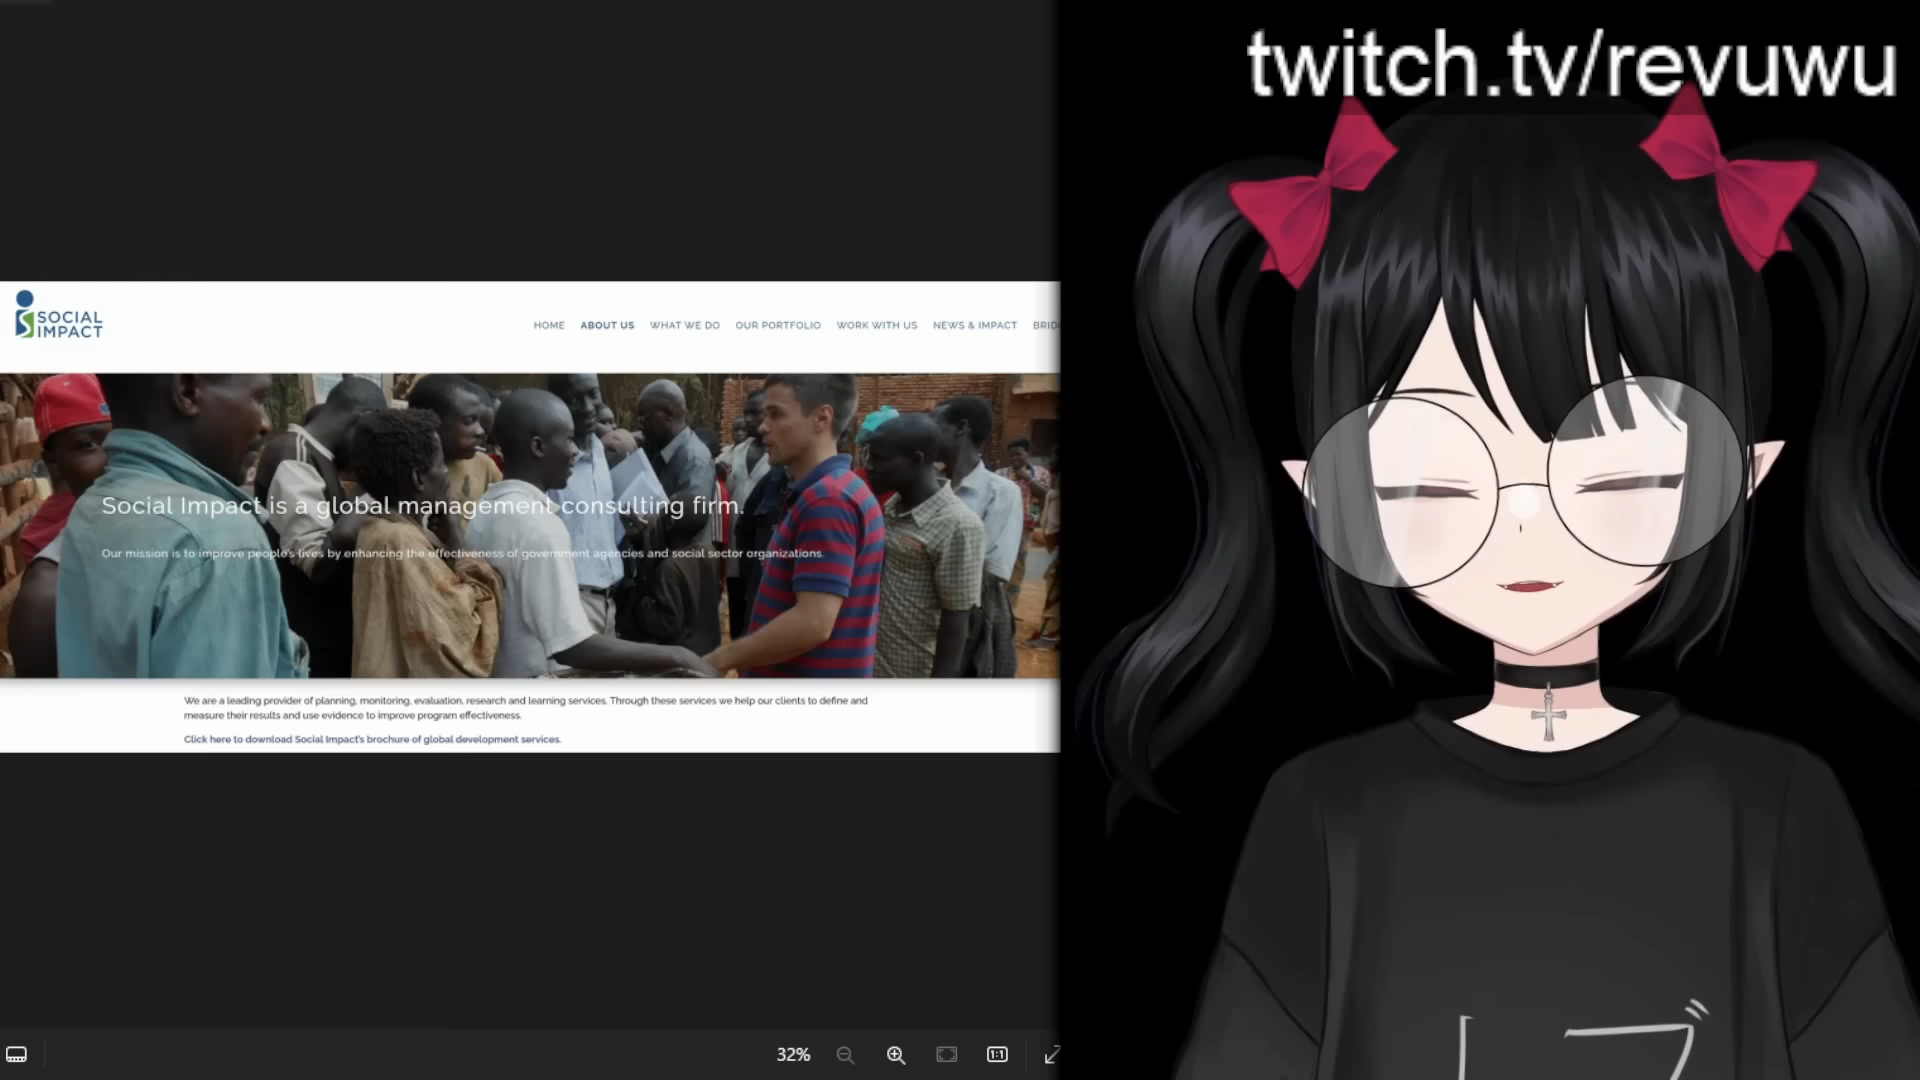 twitch.tv/revuwu
SOCIAL
IMPACT
HOME ABOUT US WHAT WE DO OUR PORTFOLIO WORK WITH US NEWS & IMPACT
Social Impact is a global management consulting firm.
Our mission is to improve people's lives by enhancing the effectiveness of government agencies and social sector organizations.
We are a leading provider of planning, monitoring, evaluation, research and learning services. Through these services we help our clients to define and
measure their results and use evidence to improve program effectiveness.
Click here to download Social Impact's brochure of global development services.
32%
1:1